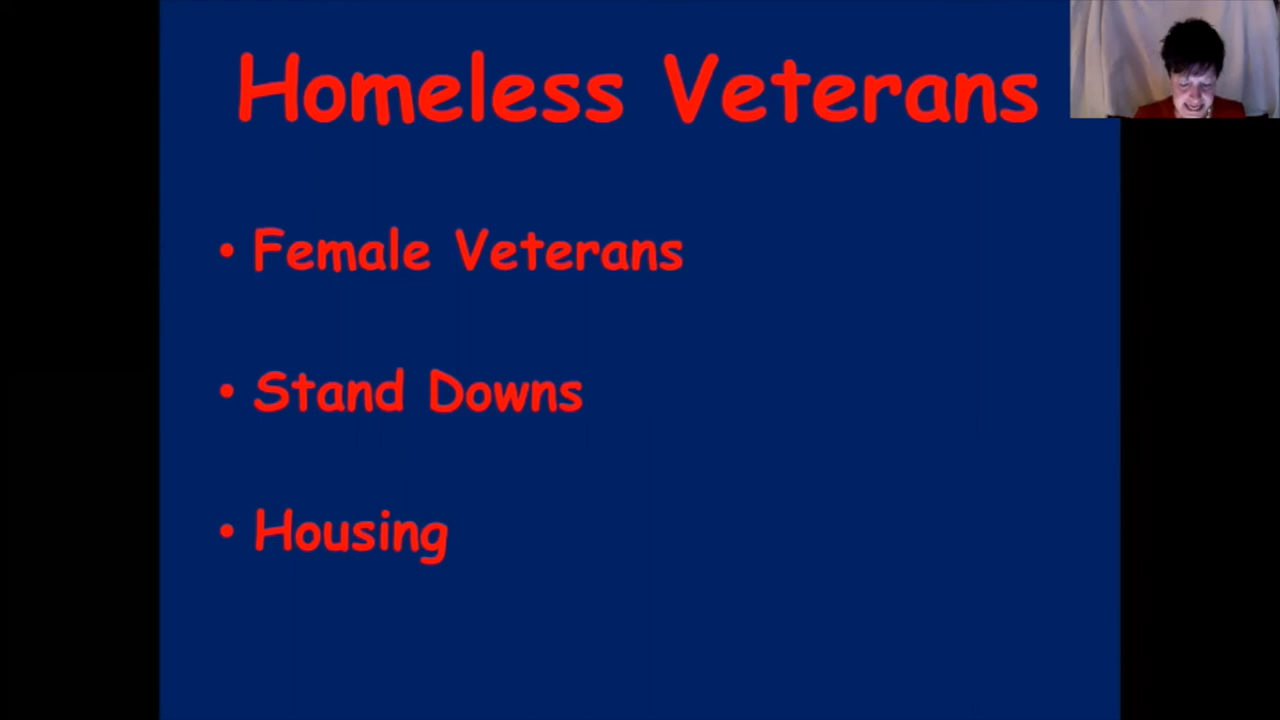 Homeless Veterans
• Female Veterans
• Stand Downs
• Housing